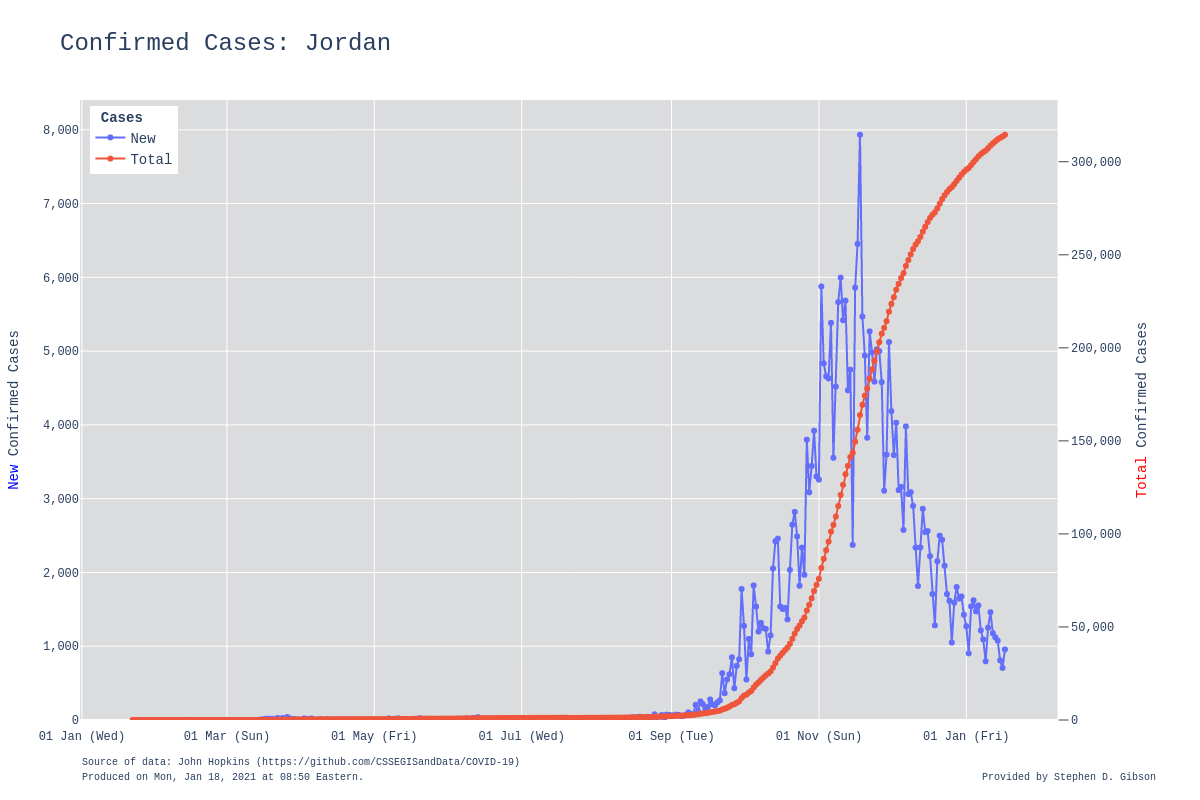 Confirmed Cases: Jordan
Cases
New
Total
8,000
7,000
6,000
5,000
4,000
3,000
2,000
1,000
0
New Confirmed Cases
300,000
250,000
200,000
150,000
100,000
50,000
0
Total Confirmed Cases
01 Jan (Wed) 01 Mar (Sun) 01 May (Fri) 01 Jul (Wed) 01 Sep (Tue) 01 Nov (Sun) 01 Jan (Fri)
Source of data: John Hopkins (https://github.com/CSSEGISandData/COVID-19)
Produced on Mon, Jan 18, 2021 at 08:50 Eastern.
Provided by Stephen D. Gibson